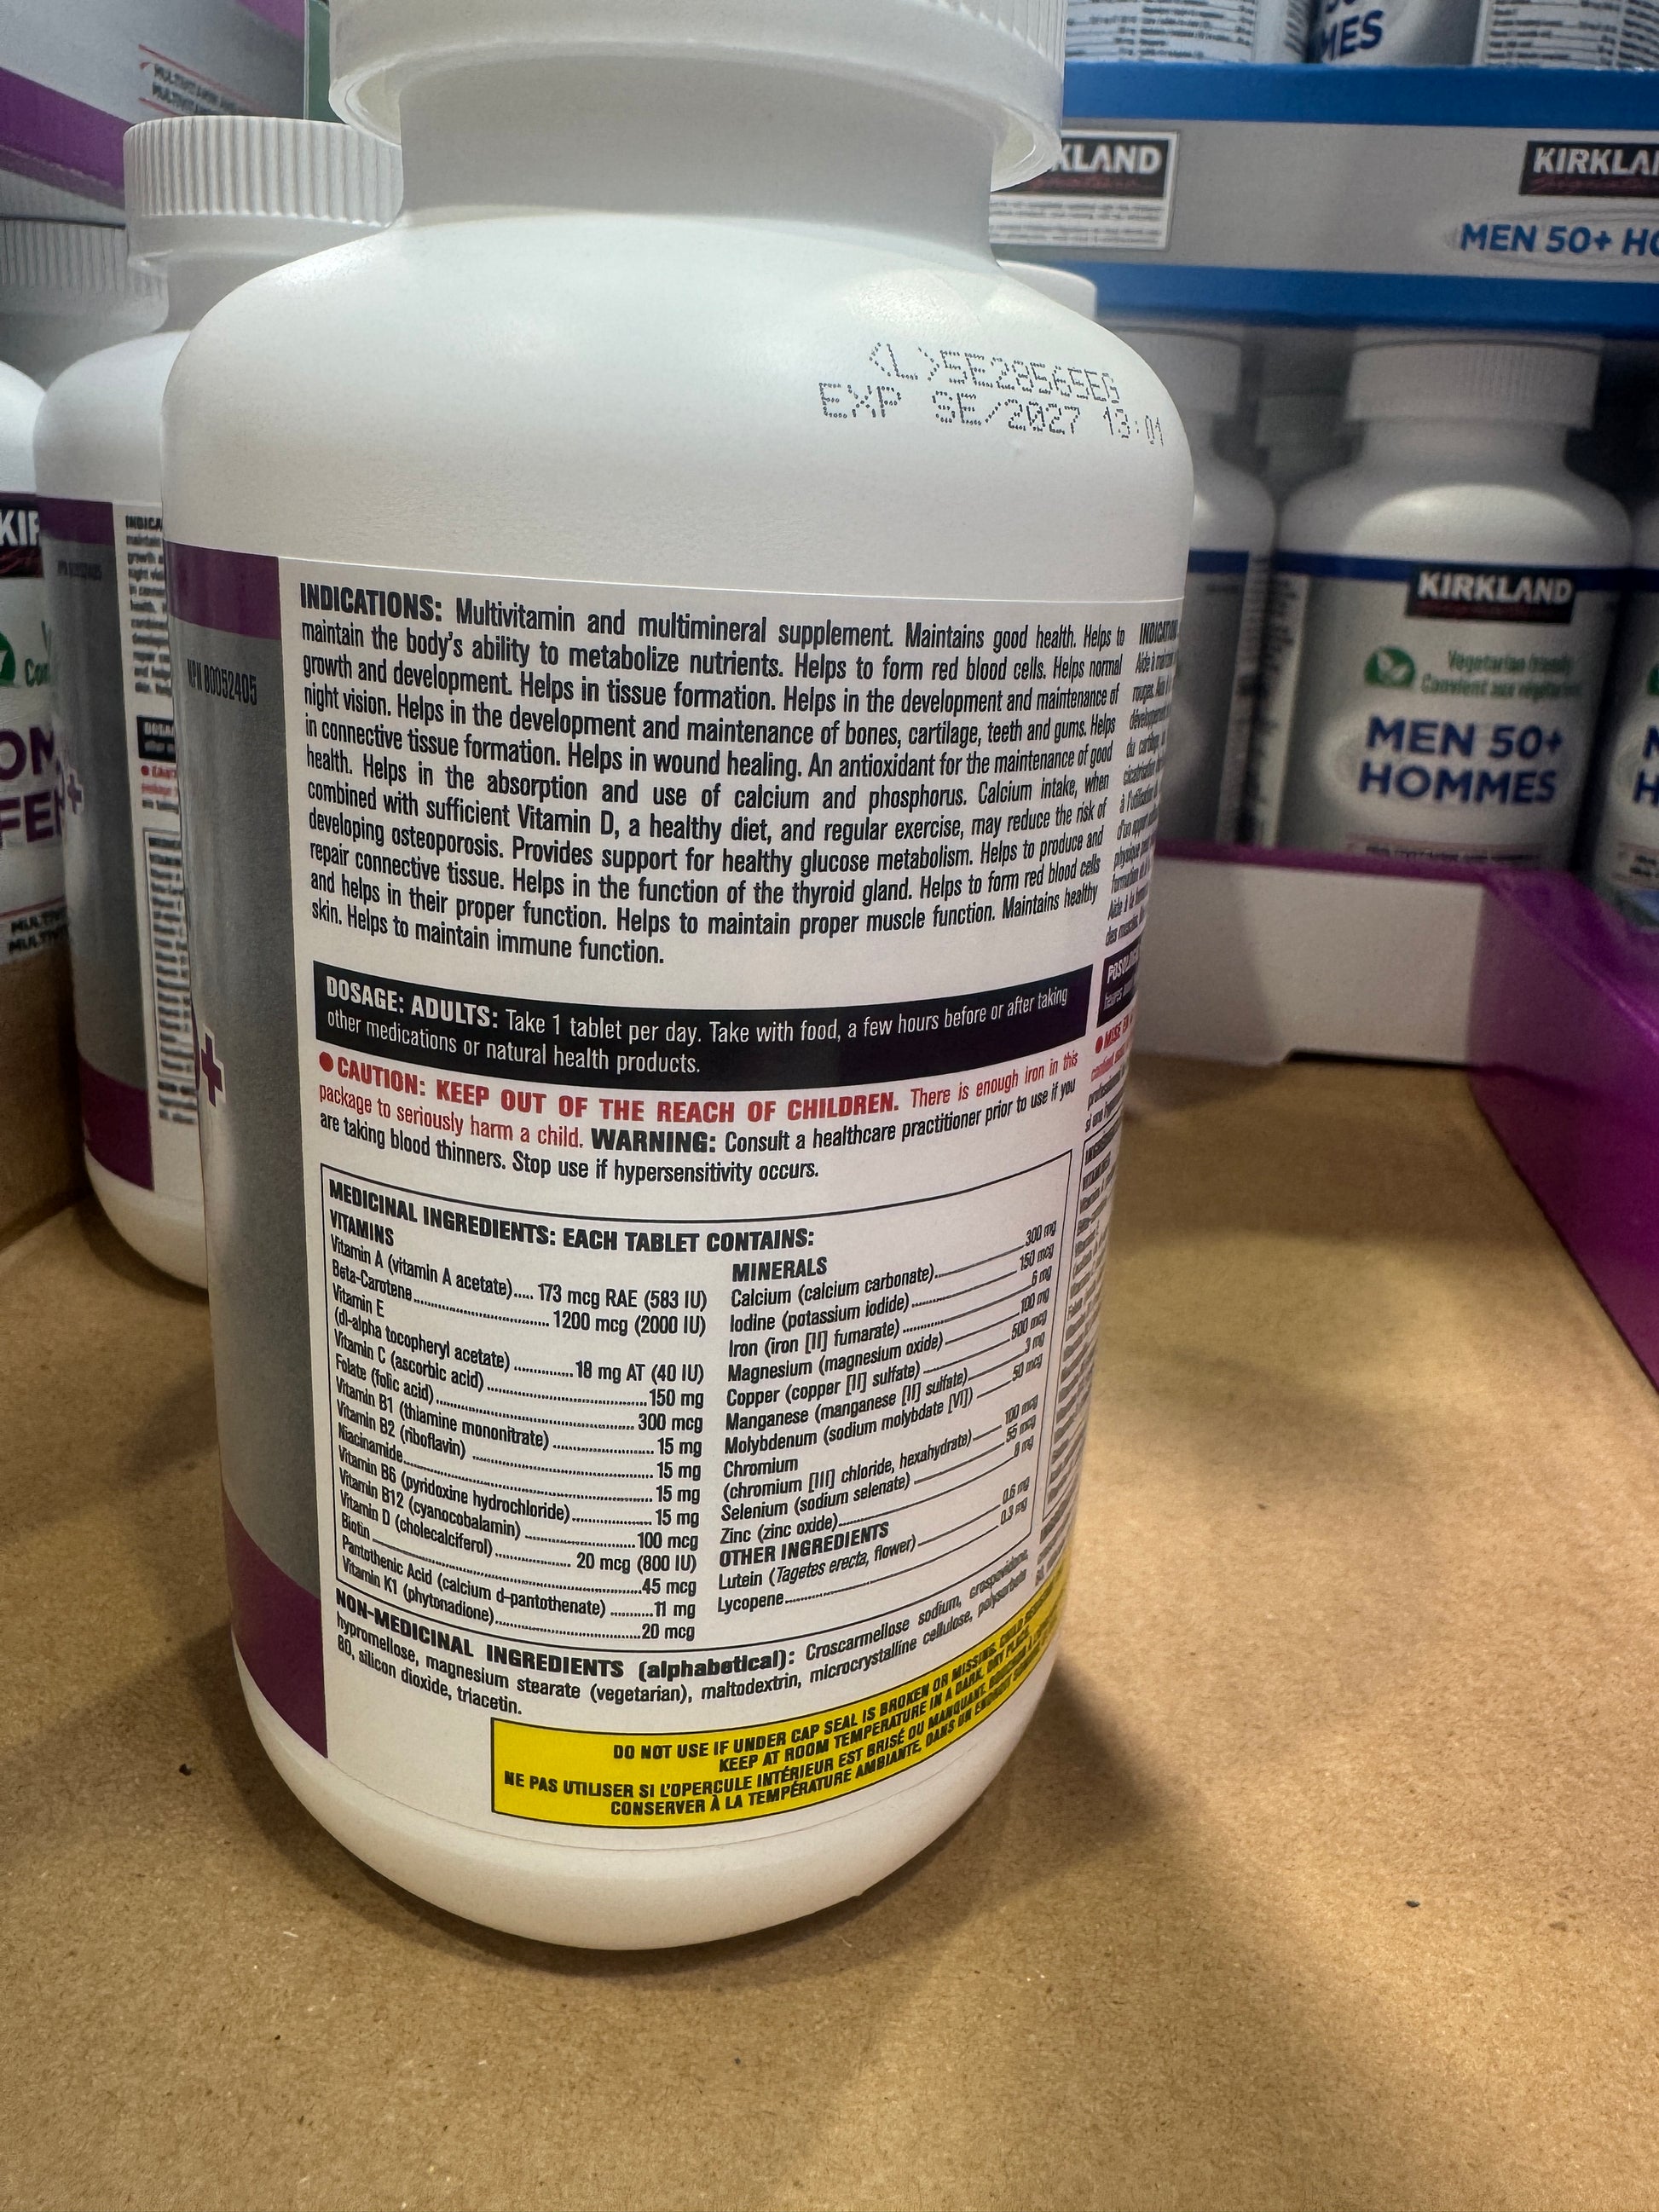 MULTIVITAMIN
KLAND
KIRKLA
MEN 50+ HO
MES
<L>5E28565EG
EXP SE/2027 13:01
NPN 80052405
INDICATIONS: Multivitamin and multimineral supplement. Maintains good health. Helps to
maintain the body's ability to metabolize nutrients. Helps to form red blood cells. Helps normal
growth and development. Helps in tissue formation. Helps in the development and maintenance of
night vision. Helps in the development and maintenance of bones, cartilage, teeth and gums. Helps
in connective tissue formation. Helps in wound healing. An antioxidant for the maintenance of good
health. Helps in the absorption and use of calcium and phosphorus. Calcium intake, when
combined with sufficient Vitamin D, a healthy diet, and regular exercise, may reduce the risk of
developing osteoporosis. Provides support for healthy glucose metabolism. Helps to produce and
repair connective tissue. Helps in the function of the thyroid gland. Helps to form red blood cells
and helps in their proper function. Helps to maintain proper muscle function. Maintains healthy
skin. Helps to maintain immune function.
DOSAGE: ADULTS: Take 1 tablet per day. Take with food, a few hours before or after taking
other medications or natural health products.
● CAUTION: KEEP OUT OF THE REACH OF CHILDREN. There is enough iron in this
package to seriously harm a child. WARNING: Consult a healthcare practitioner prior to use if you
are taking blood thinners. Stop use if hypersensitivity occurs.
MEDICINAL INGREDIENTS: EACH TABLET CONTAINS:
VITAMINS
Vitamin A (vitamin A acetate)..... 173 mcg RAE (583 IU)
Beta-Carotene.............................. 1200 mcg (2000 IU)
Vitamin E
(dl-alpha tocopheryl acetate) ............ 18 mg AT (40 IU)
Vitamin C (ascorbic acid) ................................. 150 mg
Folate (folic acid)............................................ 300 mcg
Vitamin B1 (thiamine mononitrate) .................... 15 mg
Vitamin B2 (riboflavin) ..................................... 15 mg
Niacinamide.................................................... 15 mg
Vitamin B6 (pyridoxine hydrochloride)................ 15 mg
Vitamin B12 (cyanocobalamin) ...................... 100 mcg
Vitamin D (cholecalciferol)............... 20 mcg (800 IU)
Biotin ............................................................45 mcg
Pantothenic Acid (calcium d-pantothenate) ...........11 mg
Vitamin K1 (phytonadione)..............................20 mcg
MINERALS
Calcium (calcium carbonate)..................... 300 mg
Iodine (potassium iodide) ......................... 150 mcg
Iron (iron [II] fumarate) ........................... 6 mg
Magnesium (magnesium oxide) ................ 100 mg
Copper (copper [II] sulfate) ..................... 500 mcg
Manganese (manganese [II] sulfate)............ 3 mg
Molybdenum (sodium molybdate [VI]) ......... 50 mcg
Chromium
(chromium [III] chloride, hexahydrate) ....... 100 mcg
Selenium (sodium selenate) ..................... 55 mcg
Zinc (zinc oxide)..................................... 8 mg
OTHER INGREDIENTS
Lutein (Tagetes erecta, flower) .................. 0.6 mg
Lycopene............................................... 0.3 mg
NON-MEDICINAL INGREDIENTS (alphabetical): Croscarmellose sodium, crospovidone,
hypromellose, magnesium stearate (vegetarian), maltodextrin, microcrystalline cellulose, polysorbate
80, silicon dioxide, triacetin.
DO NOT USE IF UNDER CAP SEAL IS BROKEN OR MISSING. CHILD
KEEP AT ROOM TEMPERATURE IN A DARK, DRY PLACE.
NE PAS UTILISER SI L'OPERCULE INTÉRIEUR EST BRISÉ OU MANQUANT.
CONSERVER À LA TEMPÉRATURE AMBIANTE, DANS UN ENDROIT
KIRKLAND
Vegetarian friendly
Convient aux
MEN 50+
HOMMES